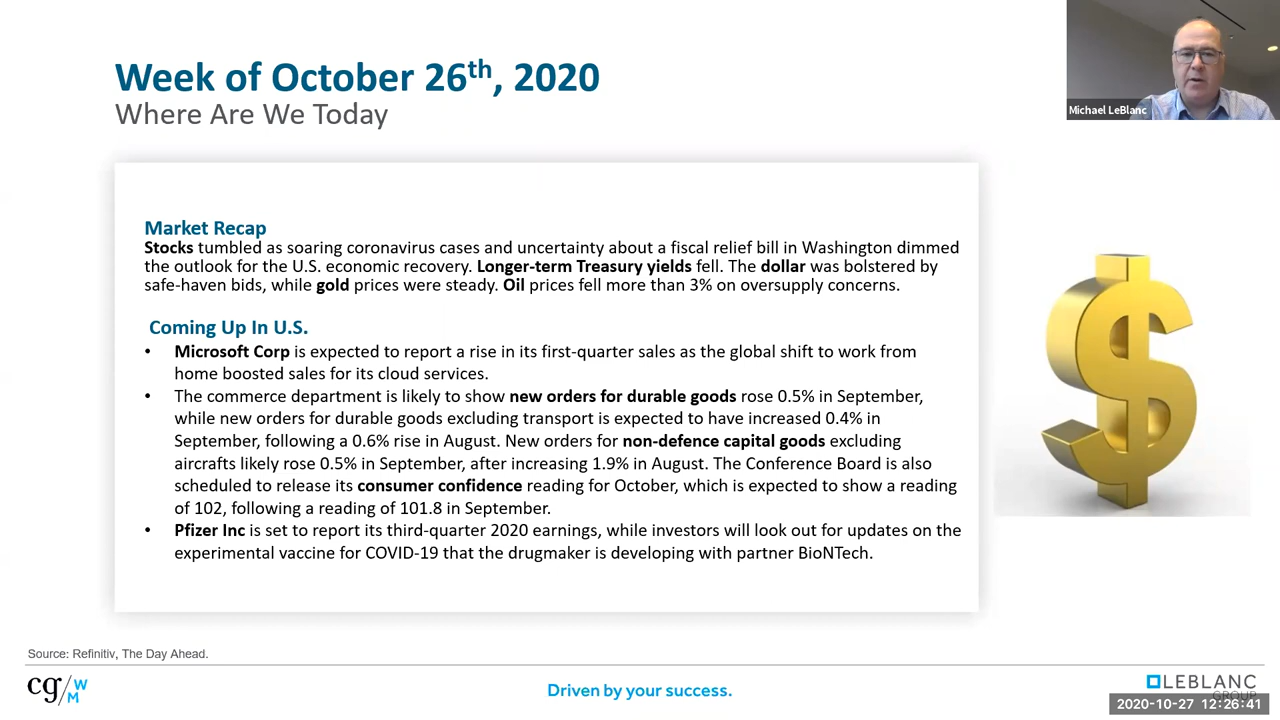 Week of October 26th, 2020
Where Are We Today
Michael LeBlanc
Market Recap
Stocks tumbled as soaring coronavirus cases and uncertainty about a fiscal relief bill in Washington dimmed
the outlook for the U.S. economic recovery. Longer-term Treasury yields fell. The dollar was bolstered by
safe-haven bids, while gold prices were steady. Oil prices fell more than 3% on oversupply concerns.
Coming Up In U.S.
• Microsoft Corp is expected to report a rise in its first-quarter sales as the global shift to work from
home boosted sales for its cloud services.
• The commerce department is likely to show new orders for durable goods rose 0.5% in September,
while new orders for durable goods excluding transport is expected to have increased 0.4% in
September, following a 0.6% rise in August. New orders for non-defence capital goods excluding
aircrafts likely rose 0.5% in September, after increasing 1.9% in August. The Conference Board is also
scheduled to release its consumer confidence reading for October, which is expected to show a reading
of 102, following a reading of 101.8 in September.
• Pfizer Inc is set to report its third-quarter 2020 earnings, while investors will look out for updates on the
experimental vaccine for COVID-19 that the drugmaker is developing with partner BioNTech.
Source: Refinitiv, The Day Ahead.
cg/WM
Driven by your success.
LEBLANC
GROUP
2020-10-27 12:26:41